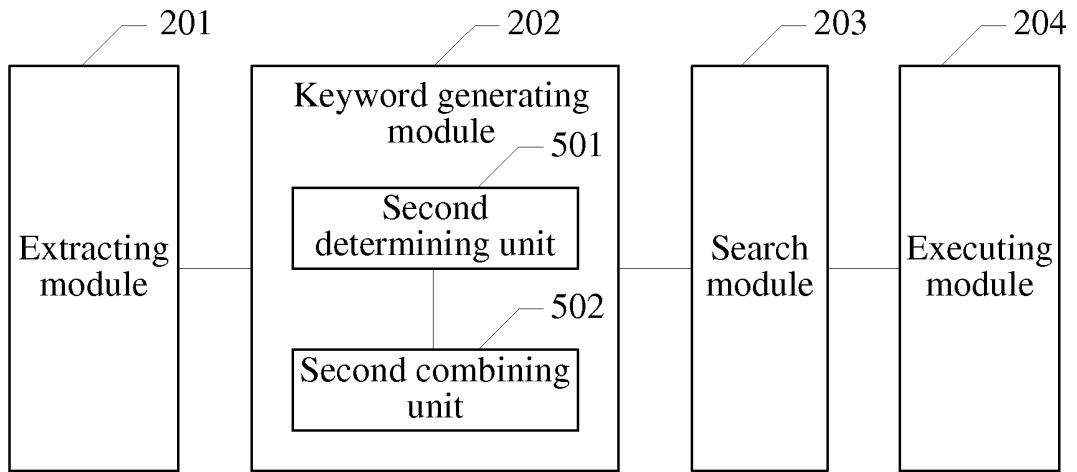 201
202
203
204
Keyword generating
module
501
Second
determining unit
Extracting
module
Search
module
Executing
module
502
Second combining
unit